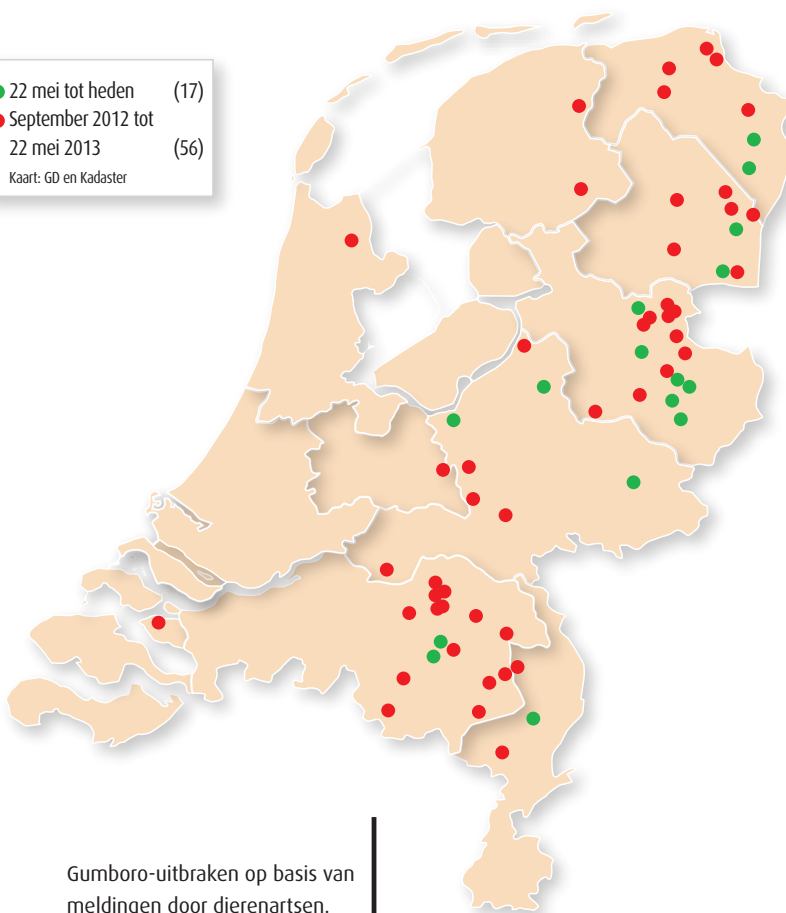 22 mei tot heden (17)
September 2012 tot
22 mei 2013 (56)
Kaart: GD en Kadaster
Gumboro-uitbraken op basis van
meldingen door dierenartsen.